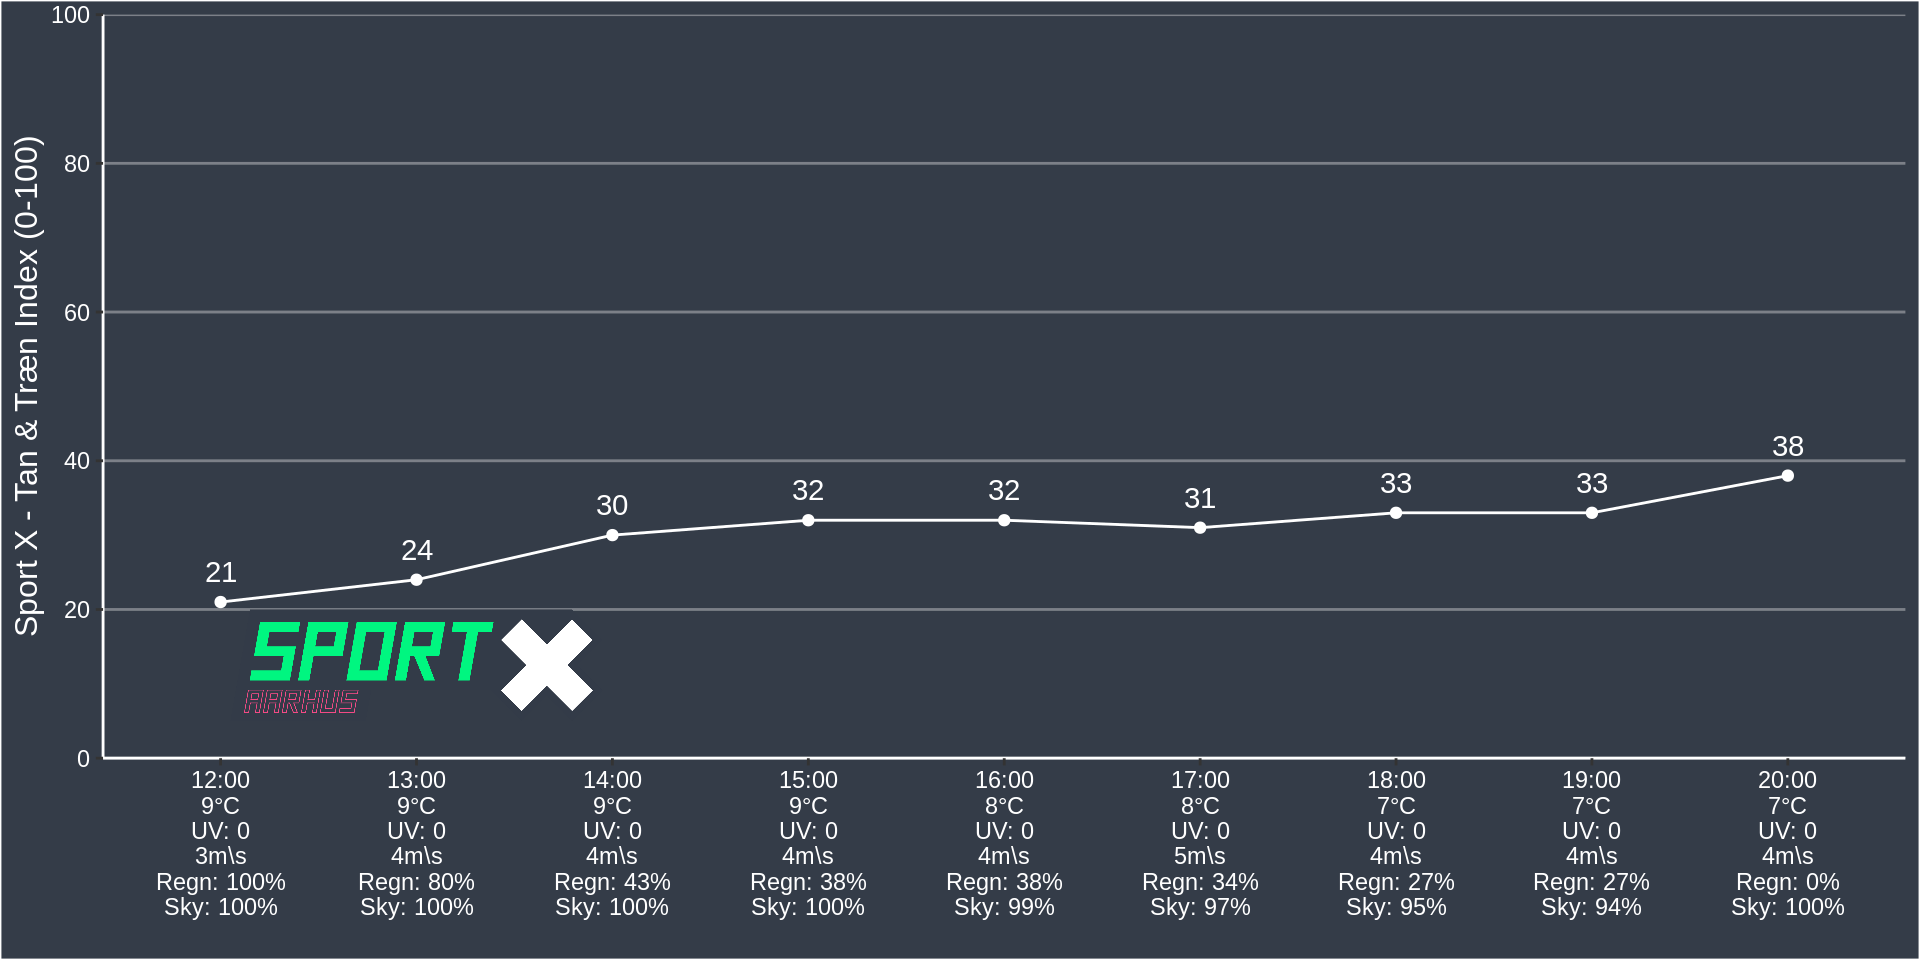 Sport X - Tan & Træn Index (0-100)
100
80
60
40
20
0
21
24
30
32
32
31
33
33
38
SPORT X
AARHUS
12:00 13:00 14:00 15:00 16:00 17:00 18:00 19:00 20:00
9°C 9°C 9°C 9°C 8°C 8°C 7°C 7°C 7°C
UV: 0 UV: 0 UV: 0 UV: 0 UV: 0 UV: 0 UV: 0 UV: 0 UV: 0
3m\s 4m\s 4m\s 4m\s 4m\s 5m\s 4m\s 4m\s 4m\s
Regn: 100% Regn: 80% Regn: 43% Regn: 38% Regn: 38% Regn: 34% Regn: 27% Regn: 27% Regn: 0%
Sky: 100% Sky: 100% Sky: 100% Sky: 100% Sky: 99% Sky: 97% Sky: 95% Sky: 94% Sky: 100%